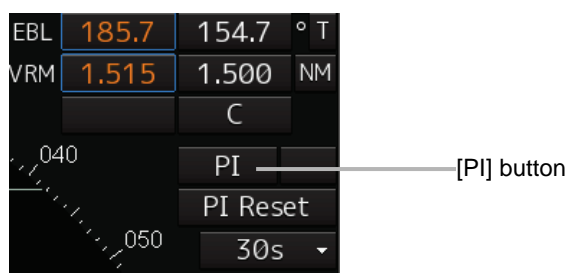 EBL 185.7 154.7 ° T
VRM 1.515 1.500 NM
C
040
PI [PI] button
PI Reset
050 30s